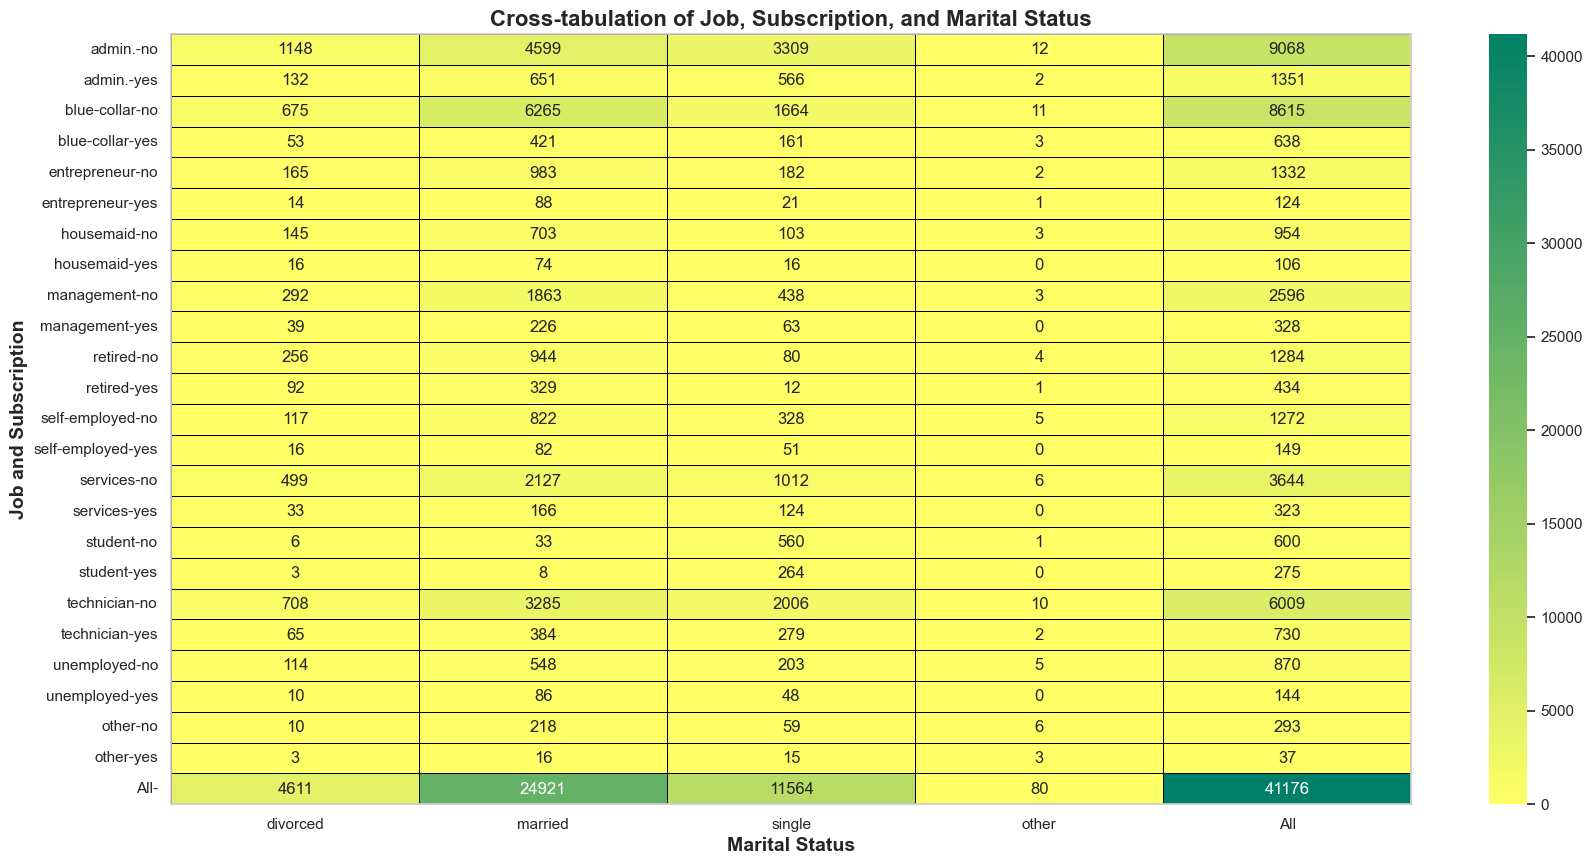 Cross-tabulation of Job, Subscription, and Marital Status
admin.-no 1148 4599 3309 12 9068
admin.-yes 132 651 566 2 1351
blue-collar-no 675 6265 1664 11 8615
blue-collar-yes 53 421 161 3 638
entrepreneur-no 165 983 182 2 1332
entrepreneur-yes 14 88 21 1 124
housemaid-no 145 703 103 3 954
housemaid-yes 16 74 16 0 106
management-no 292 1863 438 3 2596
management-yes 39 226 63 0 328
retired-no 256 944 80 4 1284
retired-yes 92 329 12 1 434
self-employed-no 117 822 328 5 1272
self-employed-yes 16 82 51 0 149
services-no 499 2127 1012 6 3644
services-yes 33 166 124 0 323
student-no 6 33 560 1 600
student-yes 3 8 264 0 275
technician-no 708 3285 2006 10 6009
technician-yes 65 384 279 2 730
unemployed-no 114 548 203 5 870
unemployed-yes 10 86 48 0 144
other-no 10 218 59 6 293
other-yes 3 16 15 3 37
All- 4611 24921 11564 80 41176
divorced married single other All
Marital Status
Job and Subscription
40000
35000
30000
25000
20000
15000
10000
5000
0